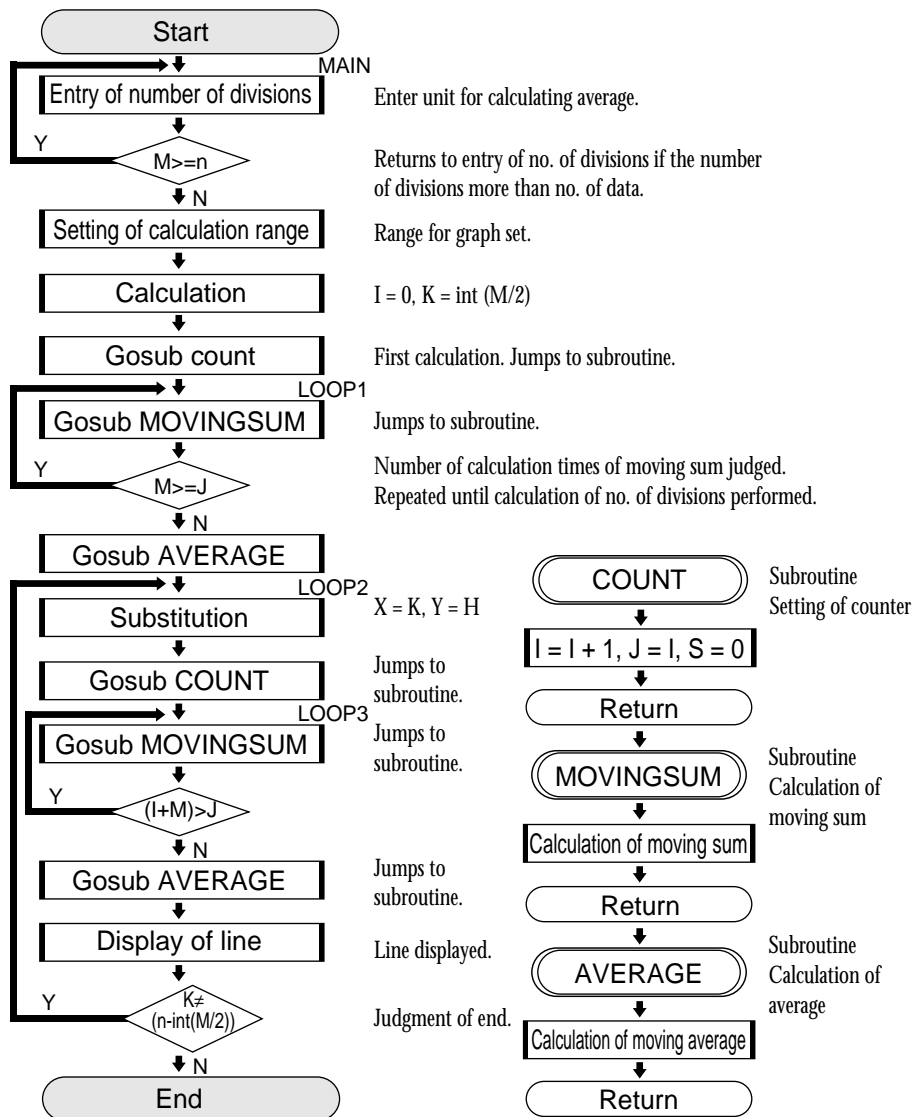 Start
MAIN
Entry of number of divisions
Enter unit for calculating average.
Y
M>=n
Returns to entry of no. of divisions if the number
of divisions more than no. of data.
N
Setting of calculation range
Range for graph set.
Calculation
I = 0, K = int (M/2)
Gosub count
First calculation. Jumps to subroutine.
LOOP1
Gosub MOVINGSUM
Jumps to subroutine.
Y
M>=J
Number of calculation times of moving sum judged.
Repeated until calculation of no. of divisions performed.
N
Gosub AVERAGE
LOOP2
Substitution
X = K, Y = H
Gosub COUNT
Jumps to
subroutine.
LOOP3
Gosub MOVINGSUM
Jumps to
subroutine.
Y
(I+M)>J
N
Gosub AVERAGE
Jumps to
subroutine.
Display of line
Line displayed.
Y
K≠
(n-int(M/2))
Judgment of end.
N
End
COUNT
Subroutine
Setting of counter
I = I + 1, J = I, S = 0
Return
MOVINGSUM
Subroutine
Calculation of
moving sum
Calculation of moving sum
Return
AVERAGE
Subroutine
Calculation of
average
Calculation of moving average
Return